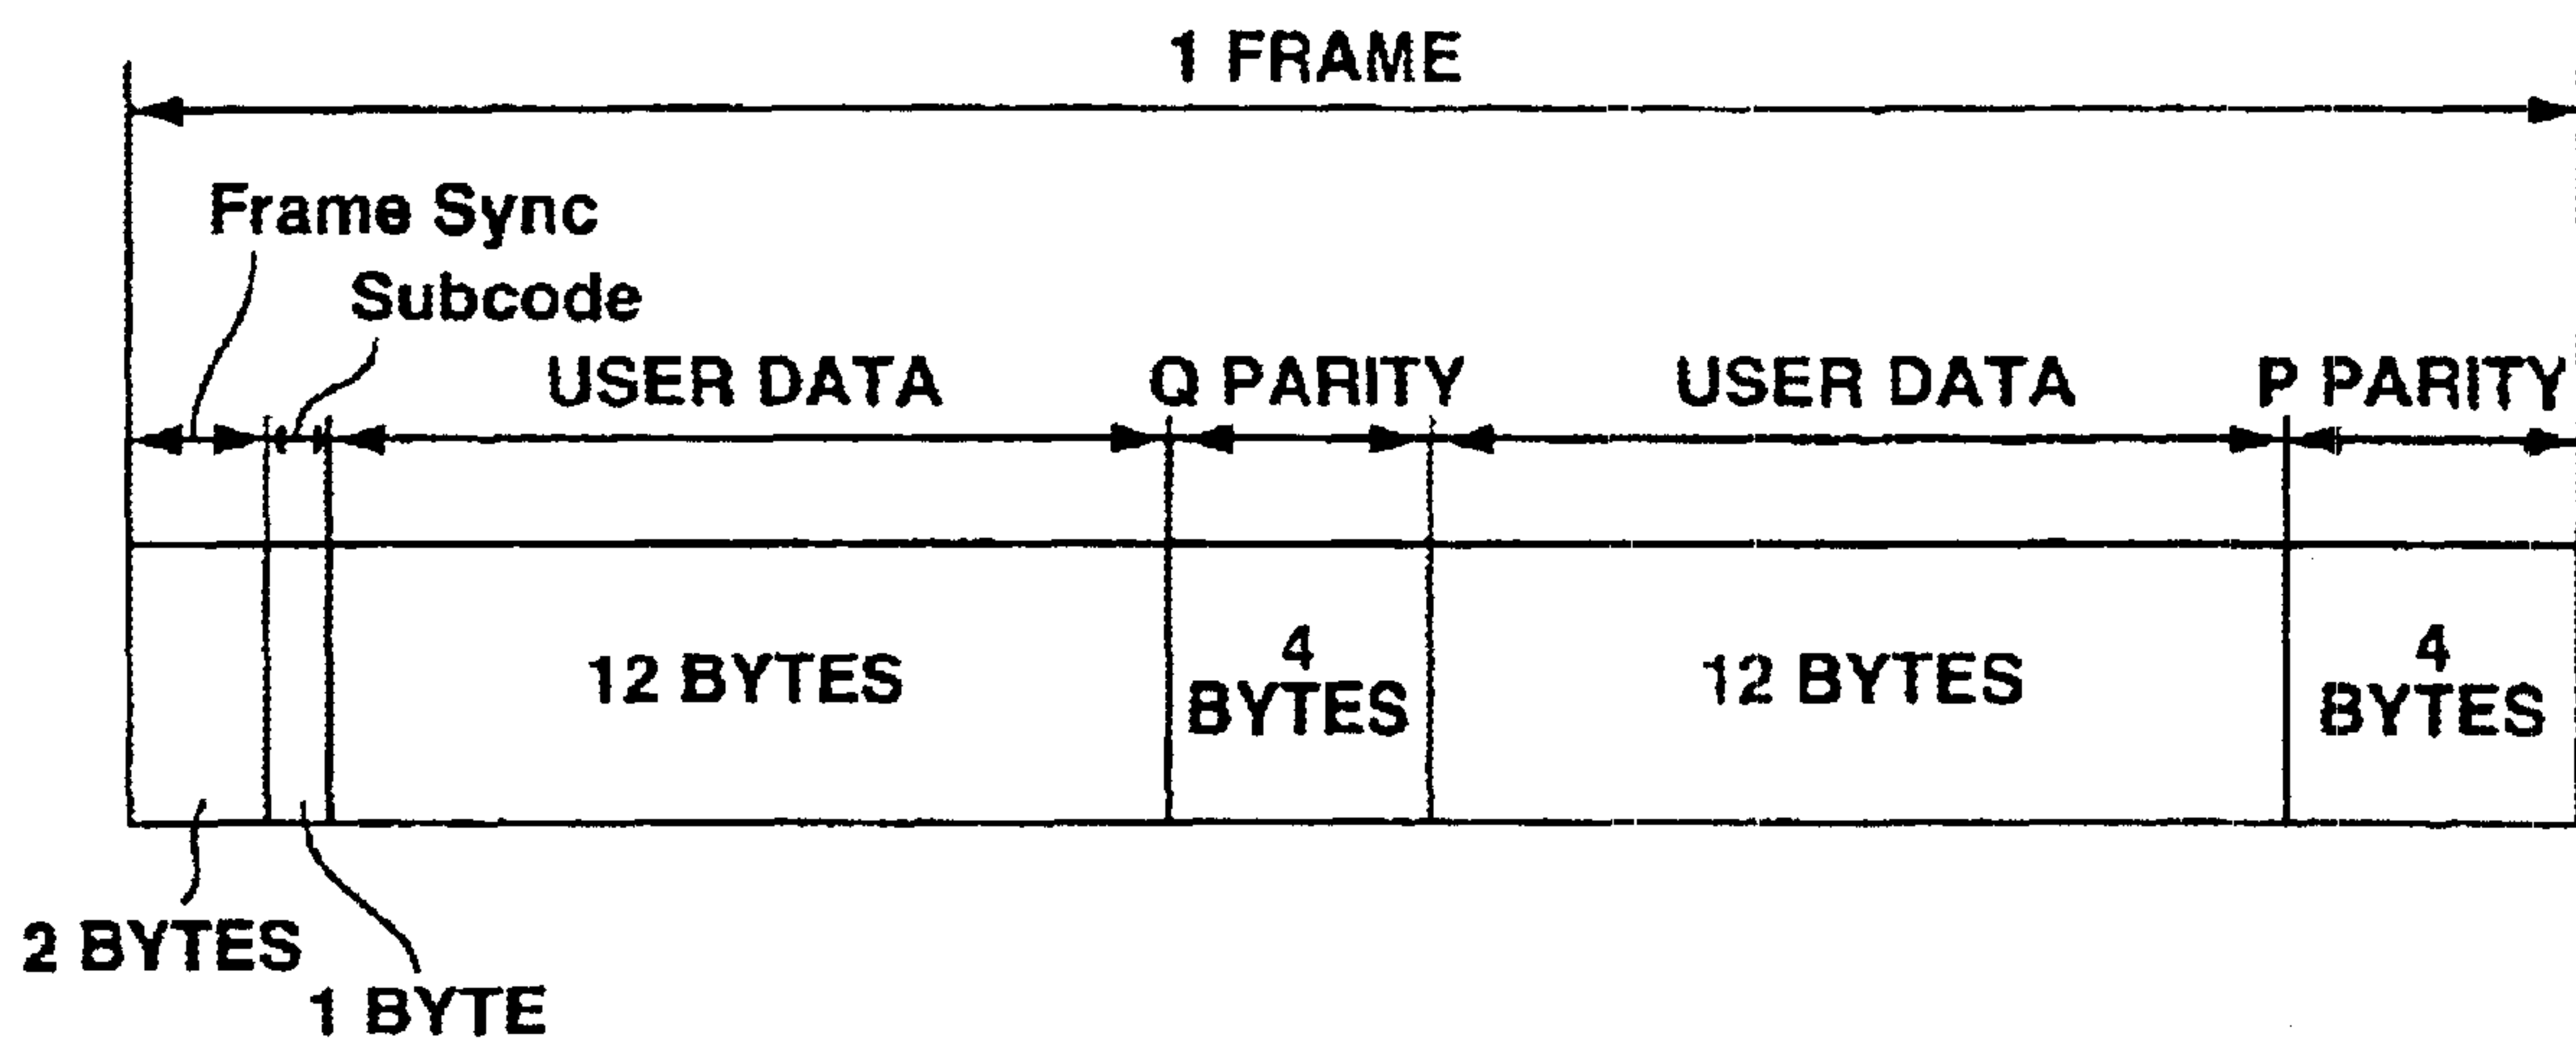 1 FRAME
Frame Sync
Subcode
USER DATA
Q PARITY
USER DATA
P PARITY
12 BYTES
4
BYTES
12 BYTES
4
BYTES
2 BYTES
1 BYTE